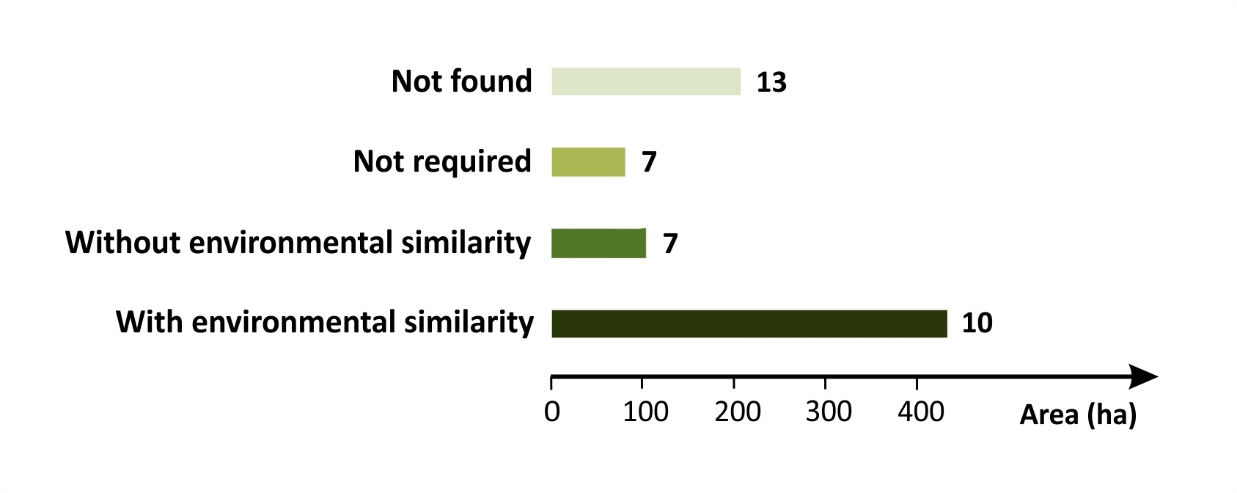 Not found 13
Not required 7
Without environmental similarity 7
With environmental similarity 10
0 100 200 300 400 Area (ha)